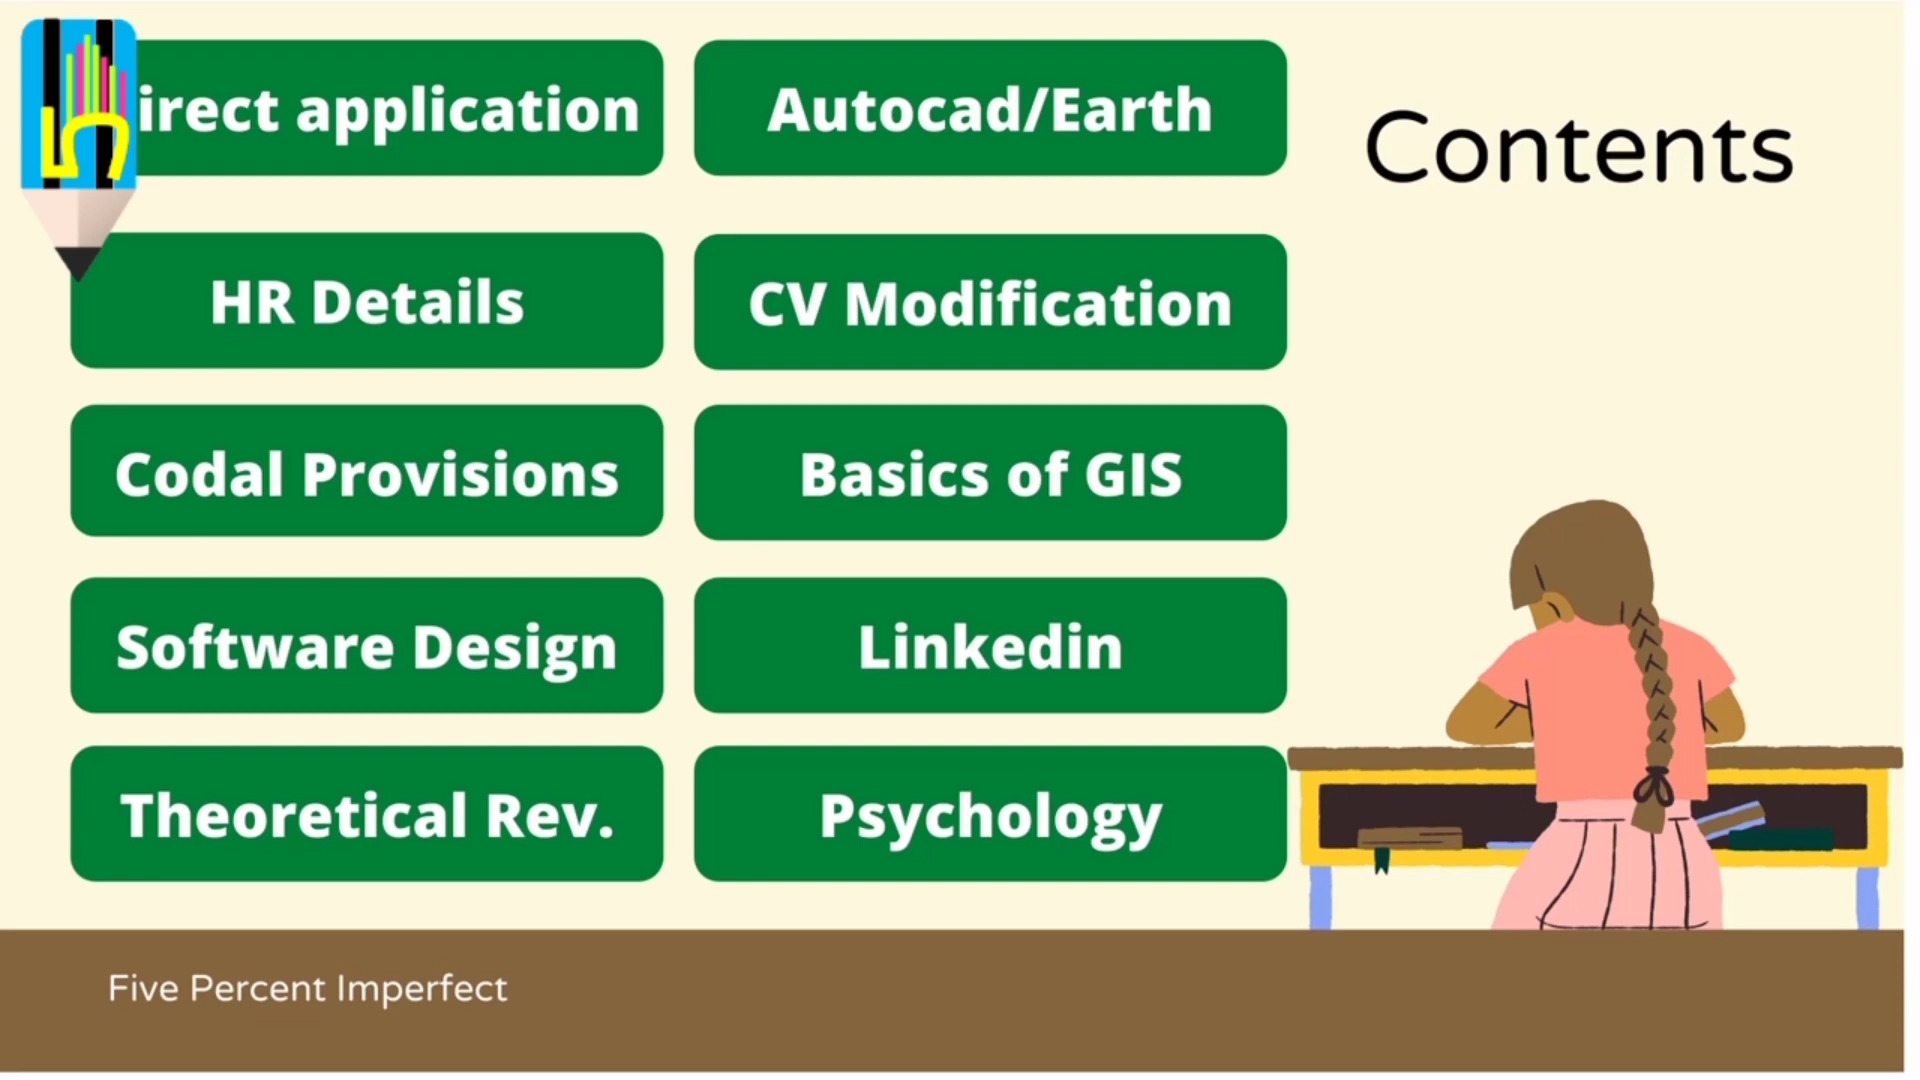 irect application
Autocad/Earth
Contents
HR Details
CV Modification
Codal Provisions
Basics of GIS
Software Design
Linkedin
Theoretical Rev.
Psychology
Five Percent Imperfect
5